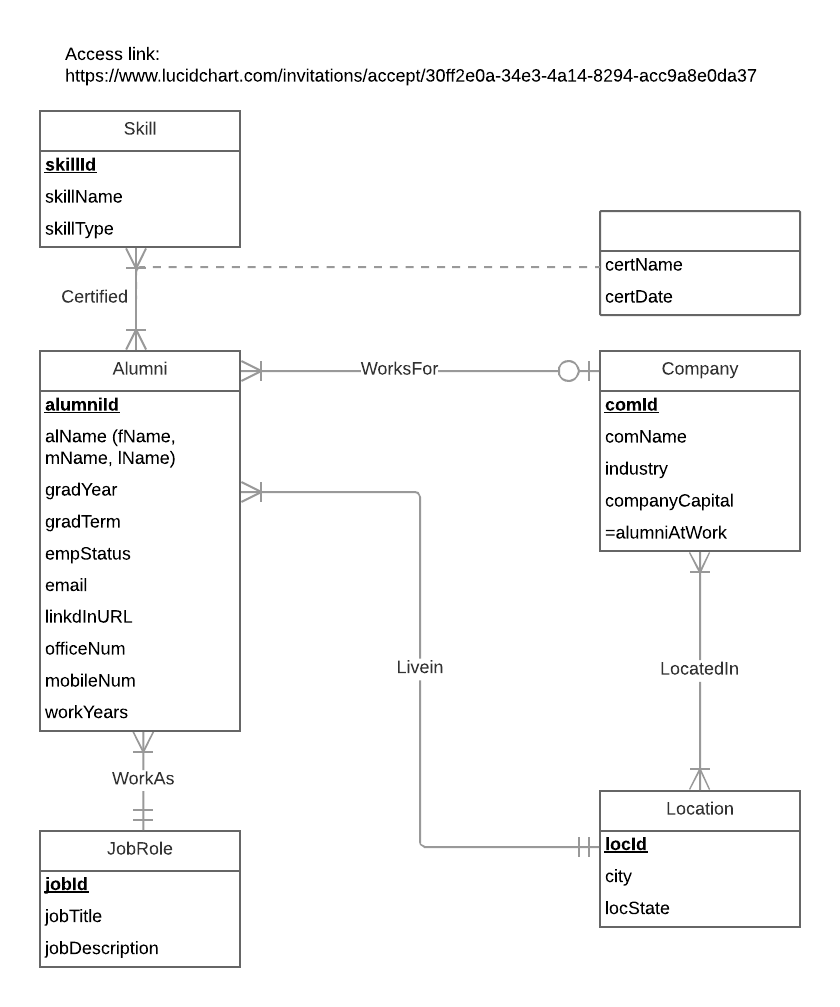 Access link:
https://www.lucidchart.com/invitations/accept/30ff2e0a-34e3-4a14-8294-acc9a8e0da37
Skill
skillId
skillName
skillType
certName
certDate
Certified
Alumni
alumniId
alName (fName,
mName, lName)
gradYear
gradTerm
empStatus
email
linkdInURL
officeNum
mobileNum
workYears
WorksFor
Company
comId
comName
industry
companyCapital
=alumniAtWork
Livein
LocatedIn
WorkAs
JobRole
jobId
jobTitle
jobDescription
Location
locId
city
locState